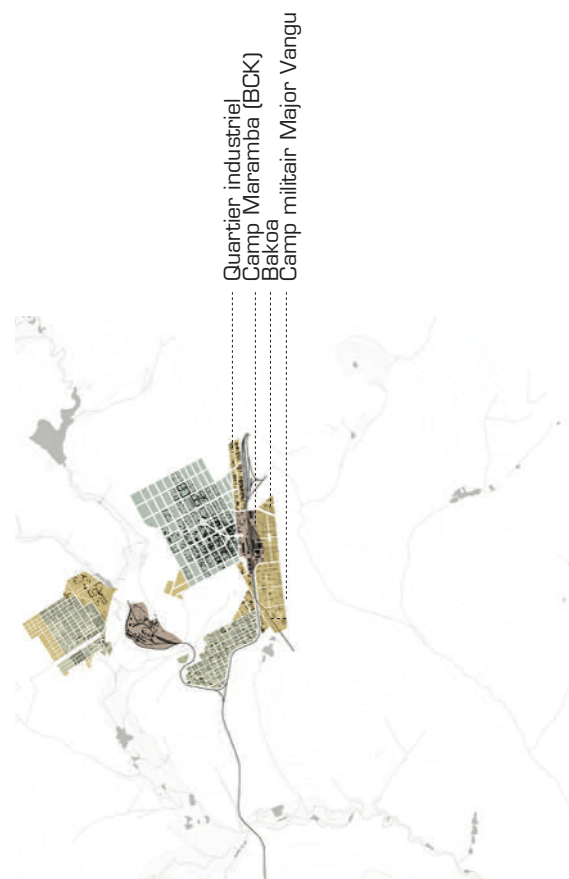 Quartier industriel
Camp Maramba (BCK)
Bakoa
Camp militair Major Vangu